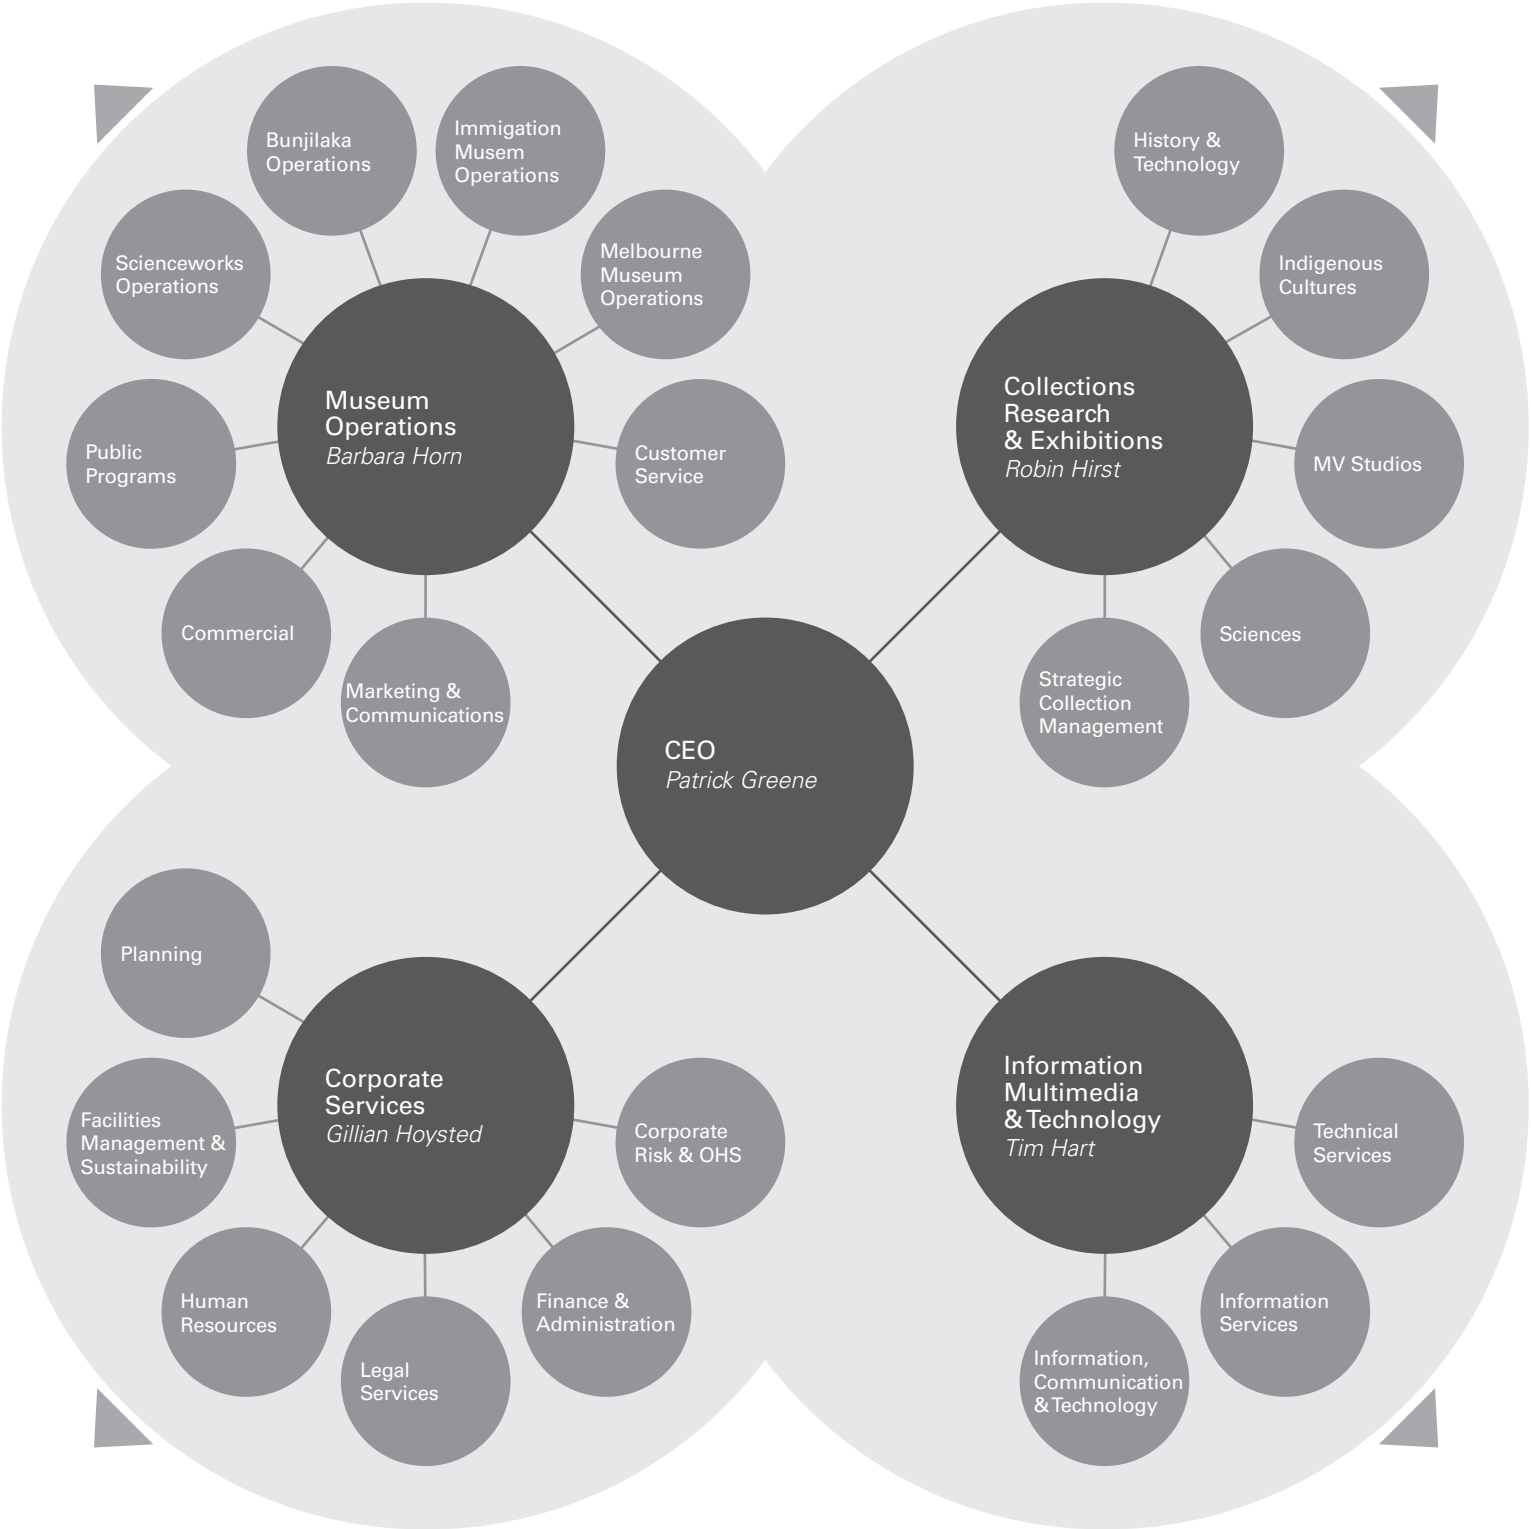 Bunjilaka
Operations
Immigation
Musem
Operations
Scienceworks
Operations
Melbourne
Museum
Operations
Public
Programs
Museum
Operations
Barbara Horn
Customer
Service
Commercial
Marketing &
Communications
History &
Technology
Indigenous
Cultures
Collections
Research
& Exhibitions
Robin Hirst
MV Studios
Sciences
Strategic
Collection
Management
CEO
Patrick Greene
Planning
Corporate
Services
Gillian Hoysted
Facilities
Management &
Sustainability
Corporate
Risk & OHS
Human
Resources
Legal
Services
Finance &
Administration
Information
Multimedia
& Technology
Tim Hart
Technical
Services
Information
Services
Information,
Communication
& Technology